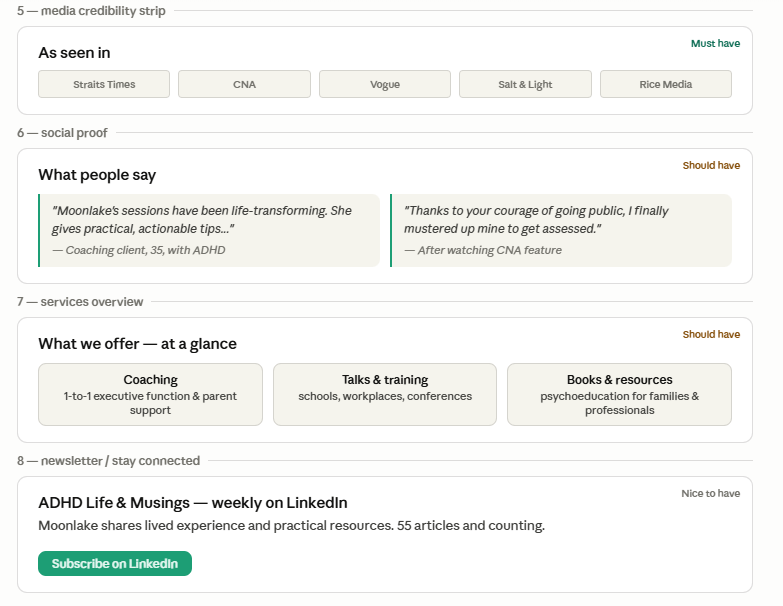 5 — media credibility strip
Must have
As seen in
Straits Times
CNA
Vogue
Salt & Light
Rice Media
6 — social proof
Should have
What people say
"Moonlake's sessions have been life-transforming. She
gives practical, actionable tips..."
— Coaching client, 35, with ADHD
"Thanks to your courage of going public, I finally
mustered up mine to get assessed."
— After watching CNA feature
7 — services overview
Should have
What we offer — at a glance
Coaching
1-to-1 executive function & parent
support
Talks & training
schools, workplaces, conferences
Books & resources
psychoeducation for families &
professionals
8 — newsletter / stay connected
Nice to have
ADHD Life & Musings — weekly on LinkedIn
Moonlake shares lived experience and practical resources. 55 articles and counting.
Subscribe on LinkedIn